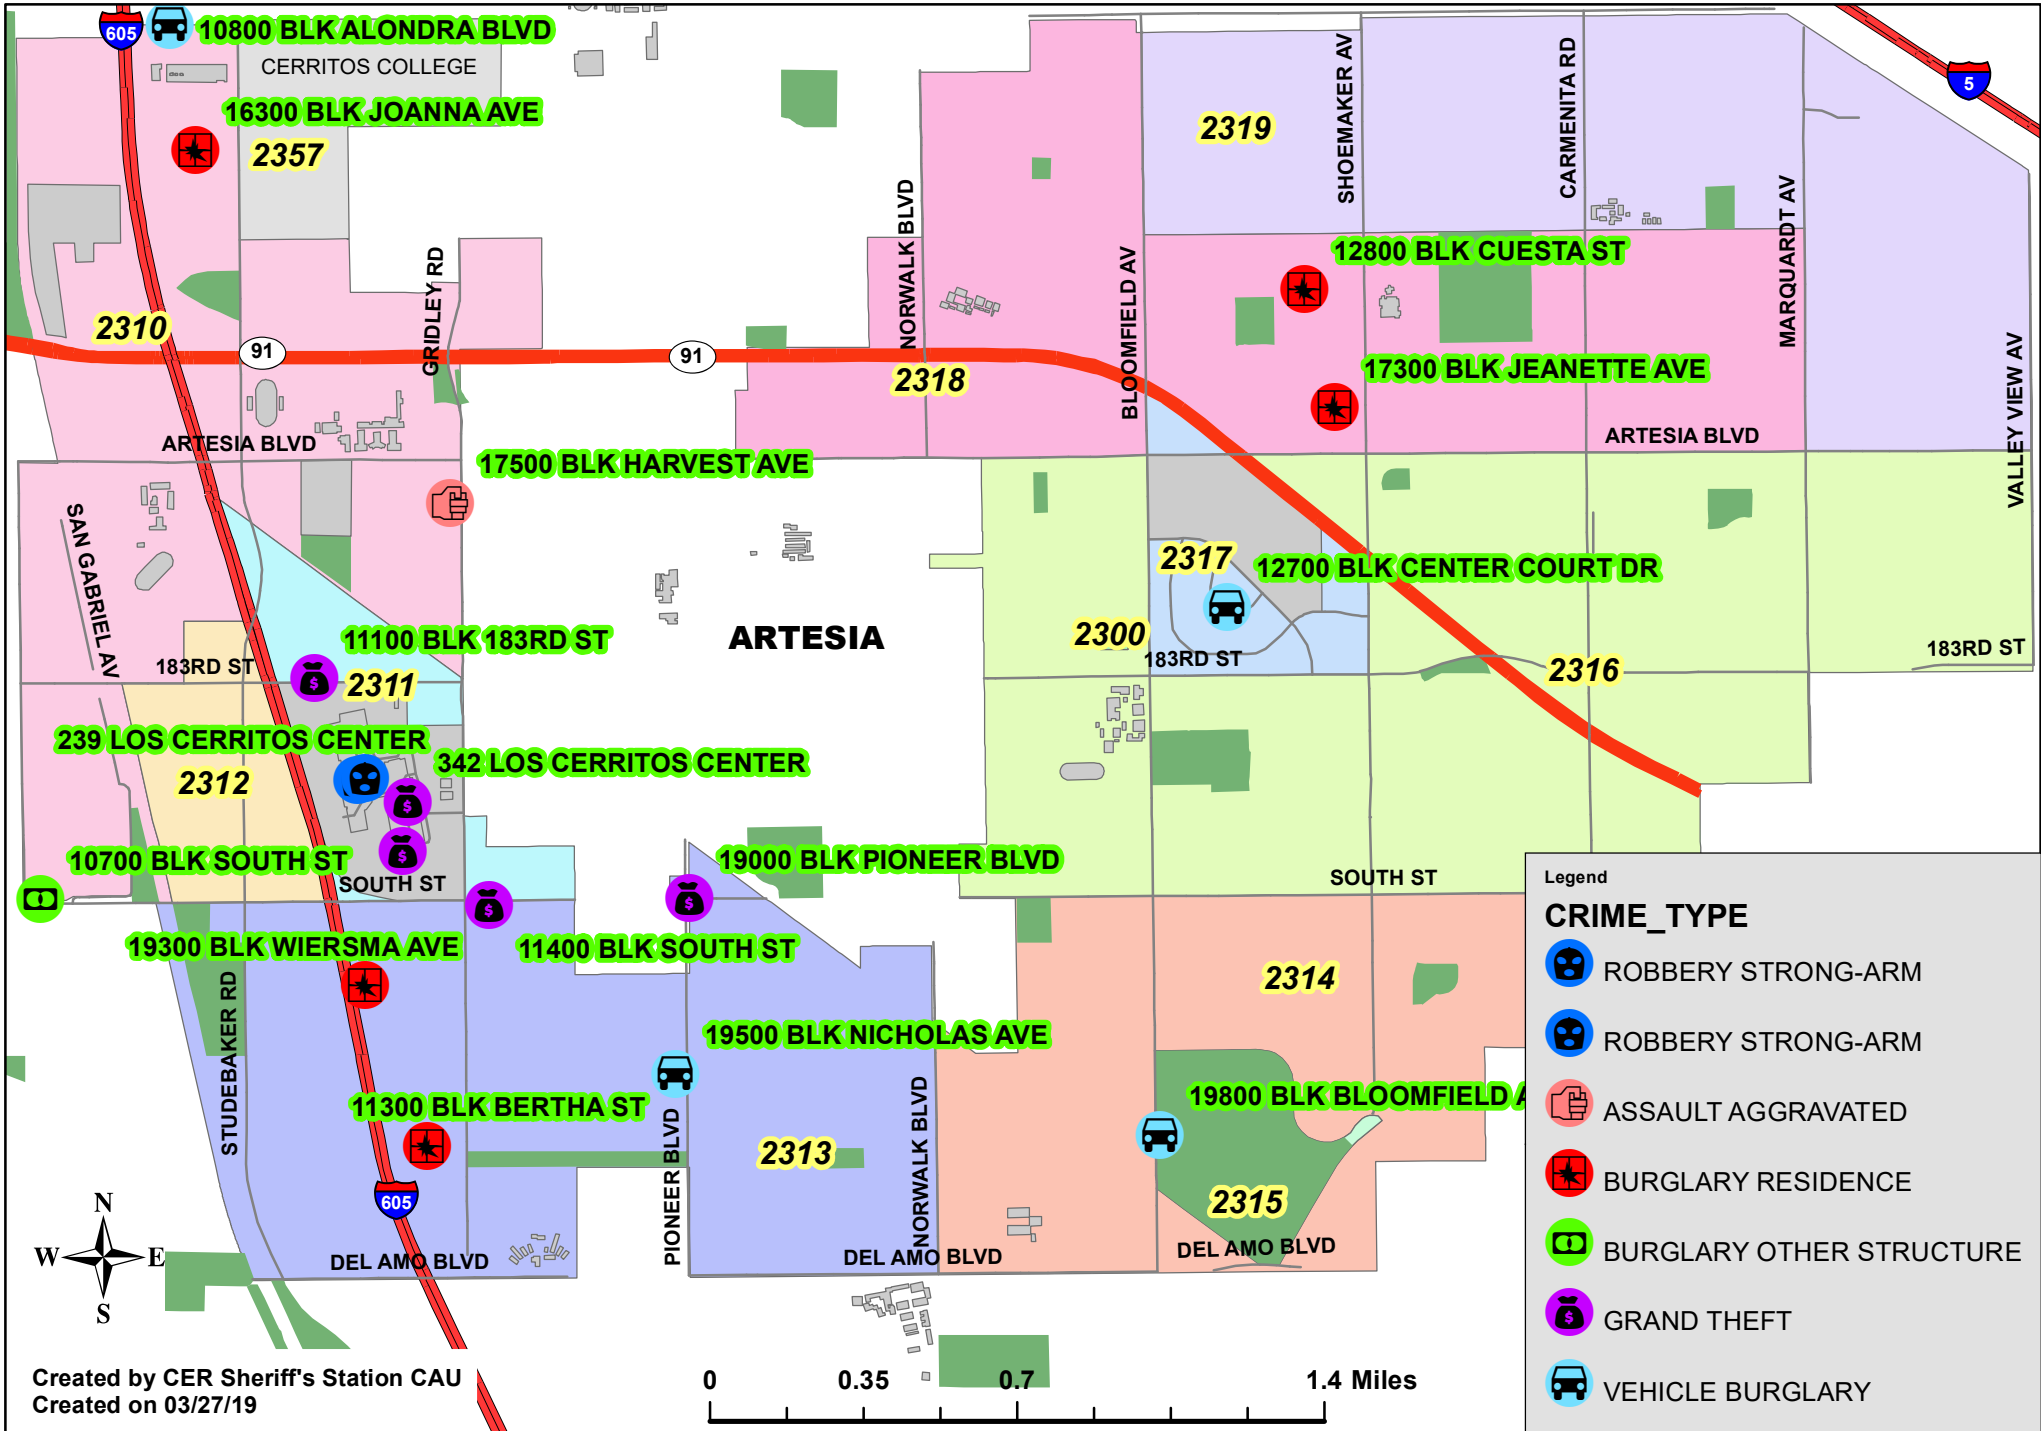 605
10800 BLK ALONDRA BLVD
CERRITOS COLLEGE
5
16300 BLK JOANNA AVE
2357
2319
SHOEMAKER AV
CARMENITA RD
MARQUARDT AV
NORWALK BLVD
BLOOMFIELD AV
GRIDLEY RD
12800 BLK CUESTA ST
2310
91
91
2318
17300 BLK JEANETTE AVE
VALLEY VIEW AV
ARTESIA BLVD
ARTESIA BLVD
17500 BLK HARVEST AVE
SAN GABRIEL AV
2317
12700 BLK CENTER COURT DR
ARTESIA
2300
11100 BLK 183RD ST
183RD ST
183RD ST
183RD ST
2316
2311
239 LOS CERRITOS CENTER
342 LOS CERRITOS CENTER
2312
10700 BLK SOUTH ST
SOUTH ST
19000 BLK PIONEER BLVD
SOUTH ST
19300 BLK WIERSMA AVE
11400 BLK SOUTH ST
2314
STUDEBAKER RD
19500 BLK NICHOLAS AVE
11300 BLK BERTHA ST
19800 BLK BLOOMFIELD A
PIONEER BLVD
2313
NORWALK BLVD
2315
605
DEL AMO BLVD
DEL AMO BLVD
DEL AMO BLVD
N
W E
S
Created by CER Sheriff's Station CAU
Created on 03/27/19
0 0.35 0.7 1.4 Miles
Legend
CRIME_TYPE
ROBBERY STRONG-ARM
ROBBERY STRONG-ARM
ASSAULT AGGRAVATED
BURGLARY RESIDENCE
BURGLARY OTHER STRUCTURE
GRAND THEFT
VEHICLE BURGLARY